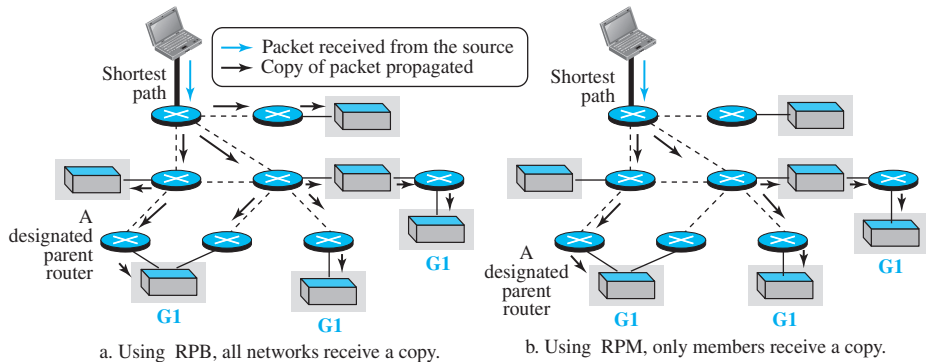 Packet received from the source
Copy of packet propagated
Shortest
path
A
designated
parent
router
G1
G1
G1
a. Using RPB, all networks receive a copy.
Shortest
path
A
designated
parent
router
G1
G1
G1
b. Using RPM, only members receive a copy.